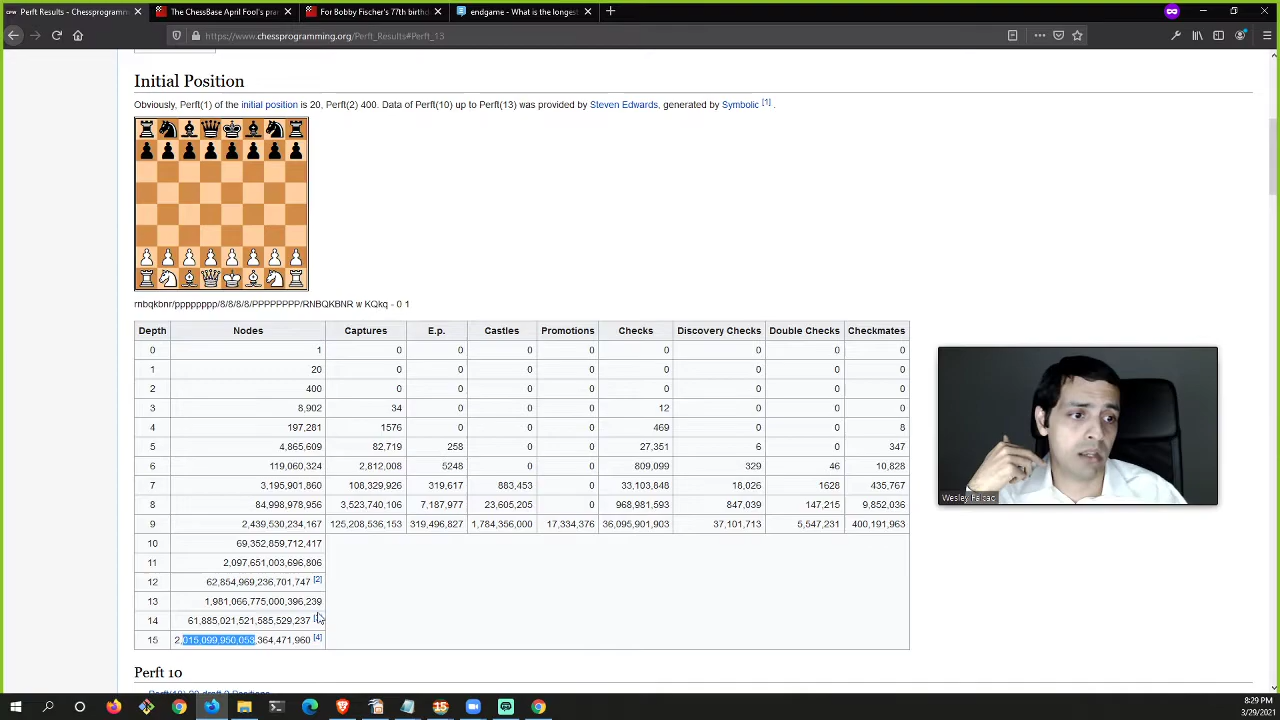 Perft Results - Chessprogramm
The ChessBase April Fool's pra
For Bobby Fischer's 77th birthd
endgame - What is the longest
https://www.chessprogramming.org/Perft_Results#Perft_13
Initial Position
Obviously, Perft(1) of the initial position is 20, Perft(2) 400. Data of Perft(10) up to Perft(13) was provided by Steven Edwards, generated by Symbolic [1] .
rnbqkbnr/pppppppp/8/8/8/8/PPPPPPPP/RNBQKBNR w KQkq - 0 1
Depth Nodes Captures E.p. Castles Promotions Checks Discovery Checks Double Checks Checkmates
0 1 0 0 0 0 0 0 0 0
1 20 0 0 0 0 0 0 0 0
2 400 0 0 0 0 0 0 0 0
3 8,902 34 0 0 0 12 0 0 0
4 197,281 1576 0 0 0 469 0 0 8
5 4,865,609 82,719 258 0 0 27,351 6 0 347
6 119,060,324 2,812,008 5248 0 0 809,099 329 46 10,828
7 3,195,901,860 108,329,926 319,617 883,453 0 33,103,848 18,026 1628 435,767
8 84,998,978,956 3,523,740,106 7,187,977 23,605,205 0 968,981,593 847,039 147,215 9,852,036
9 2,439,530,234,167 125,208,536,153 319,496,827 1,784,356,000 17,334,376 36,095,901,903 37,101,713 5,547,231 400,191,963
10 69,352,859,712,417
11 2,097,651,003,696,806
12 62,854,969,236,701,747 [2]
13 1,981,066,775,000,396,239
14 61,885,021,521,585,529,237
15 2,015,099,950,053,364,471,960 [4]
Perft 10
8:29 PM
3/29/2021